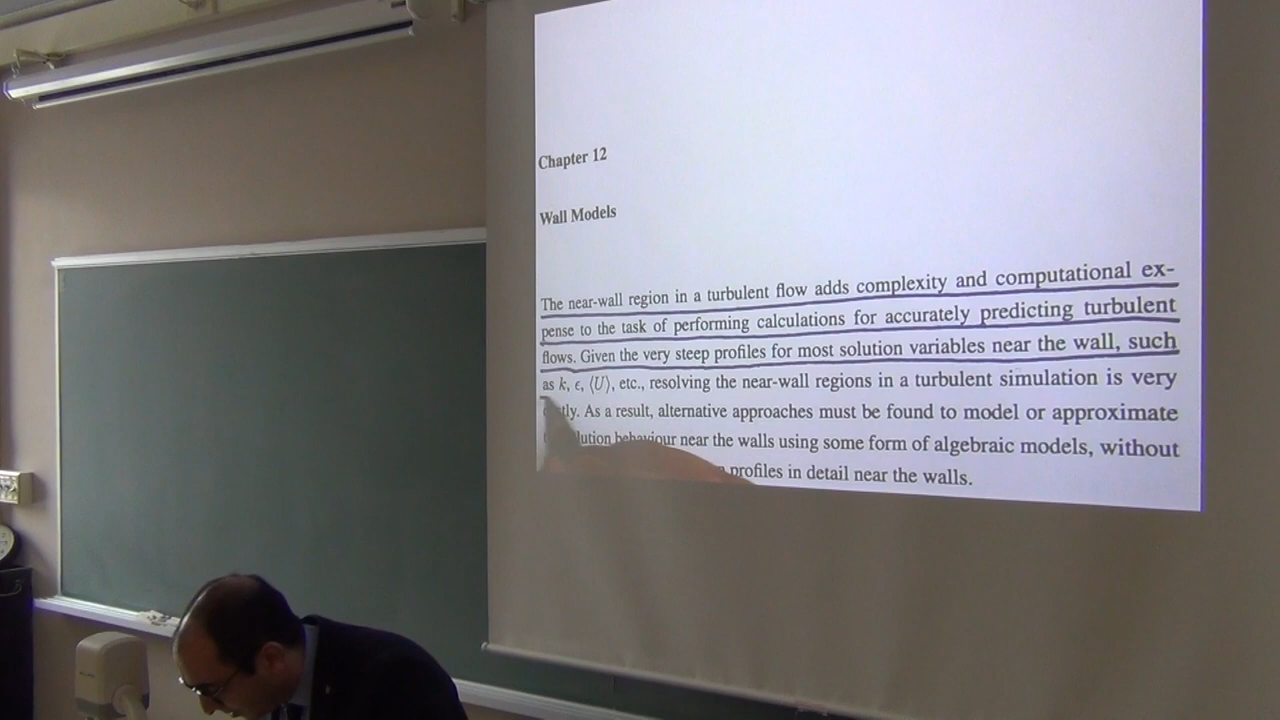 Chapter 12
Wall Models
The near-wall region in a turbulent flow adds complexity and computational ex-
pense to the task of performing calculations for accurately predicting turbulent
flows. Given the very steep profiles for most solution variables near the wall, such
as k, ϵ, ⟨U⟩, etc., resolving the near-wall regions in a turbulent simulation is very
As a result, alternative approaches must be found to model or approximate
behaviour near the walls using some form of algebraic models, without
profiles in detail near the walls.